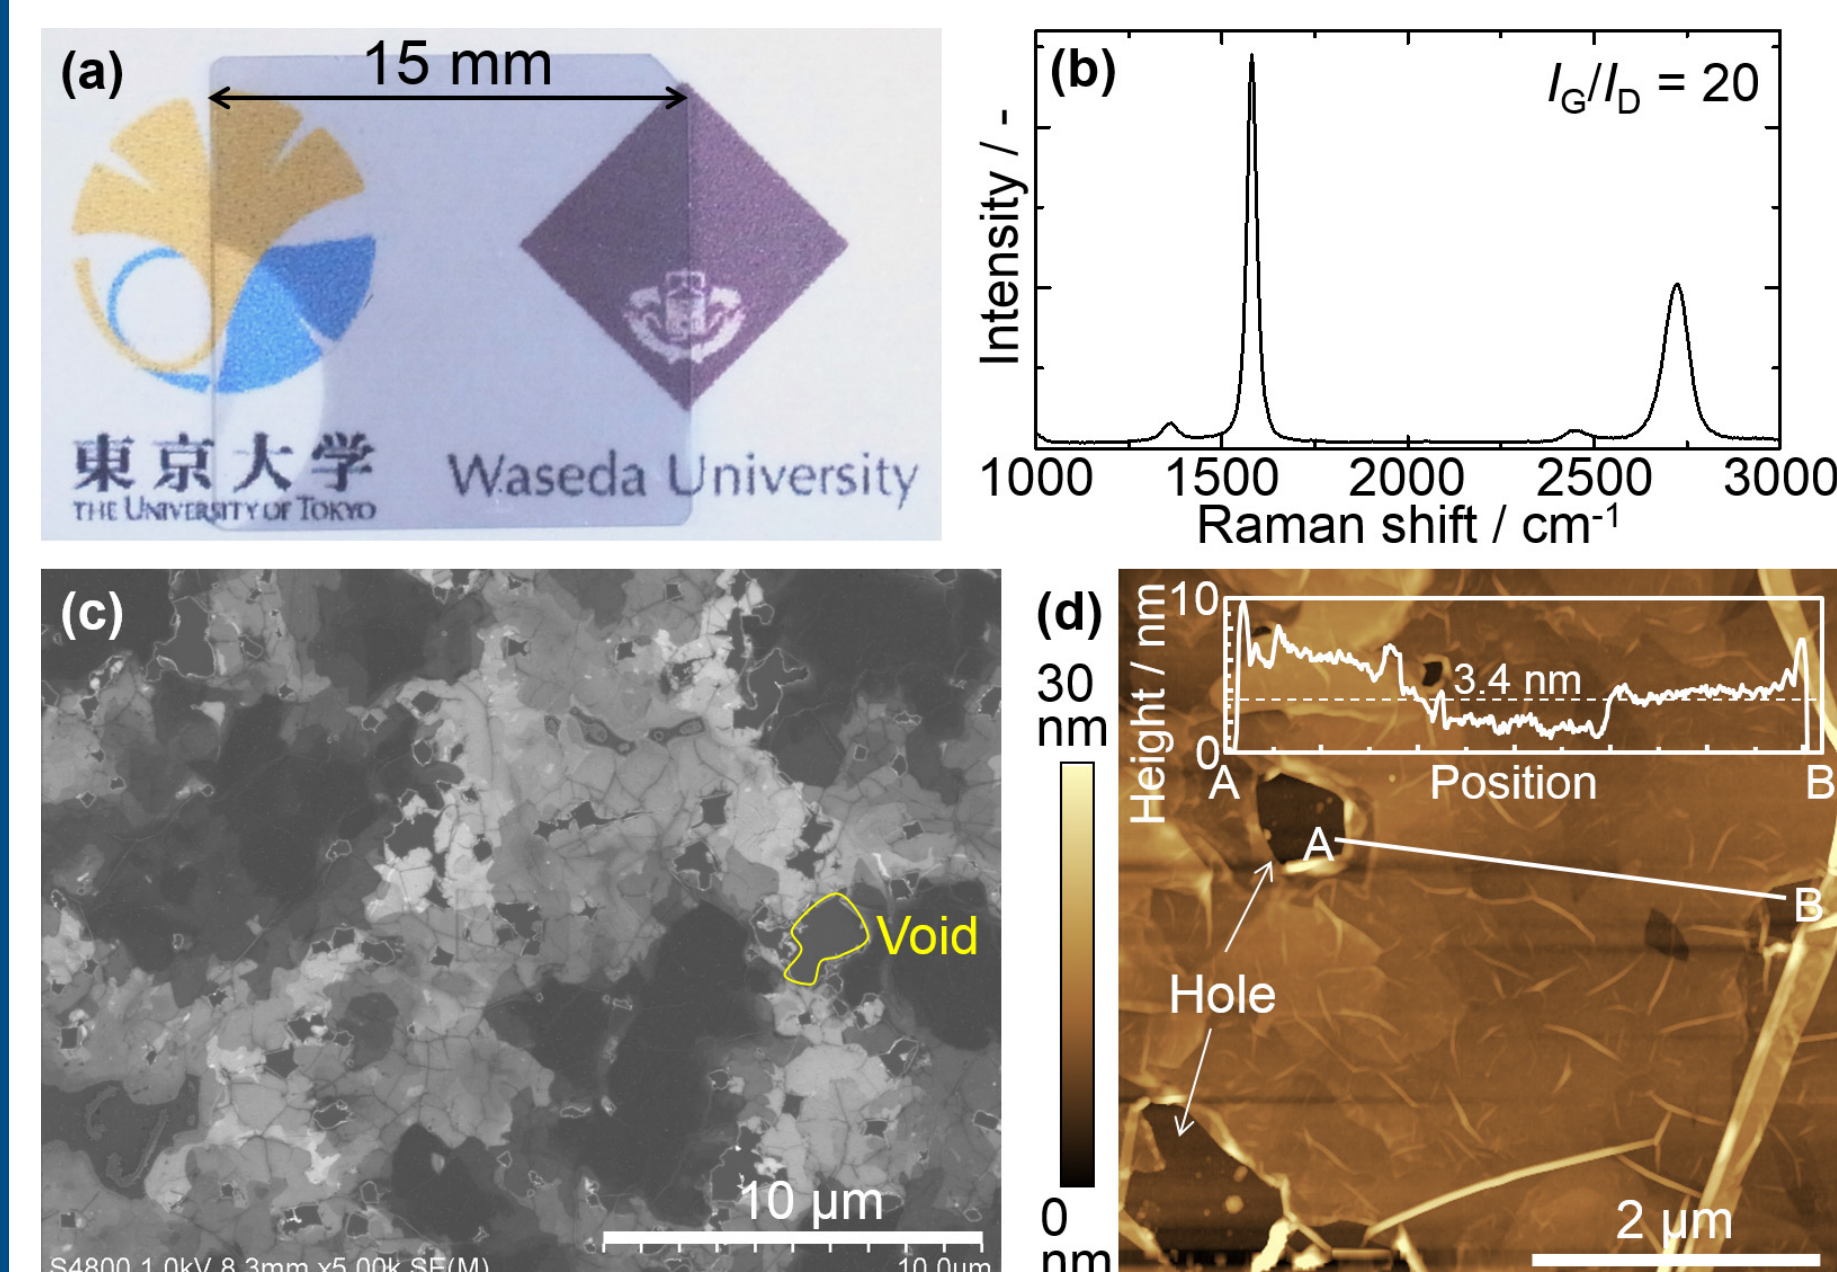 (a)
15 mm
東京大学
THE UNIVERSITY OF TOKYO
Waseda University
(b)
IG/ID = 20
Intensity / -
1000 1500 2000 2500 3000
Raman shift / cm-1
(c)
Void
10 µm
S4800 1.0kV 8.3mm x5.00k SE(M)
10.0um
(d)
30
nm
0
nm
Height / nm
10
0
3.4 nm
A
Position
B
A
B
Hole
2 µm